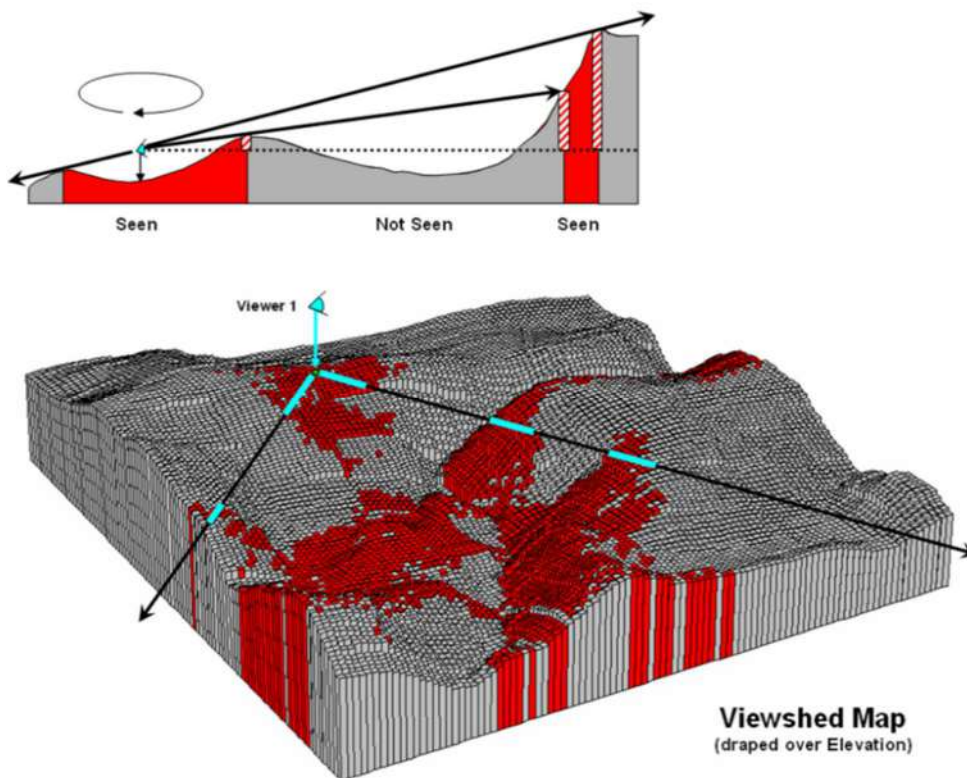 Seen
Not Seen
Seen
Viewer 1
Viewshed Map
(draped over Elevation)